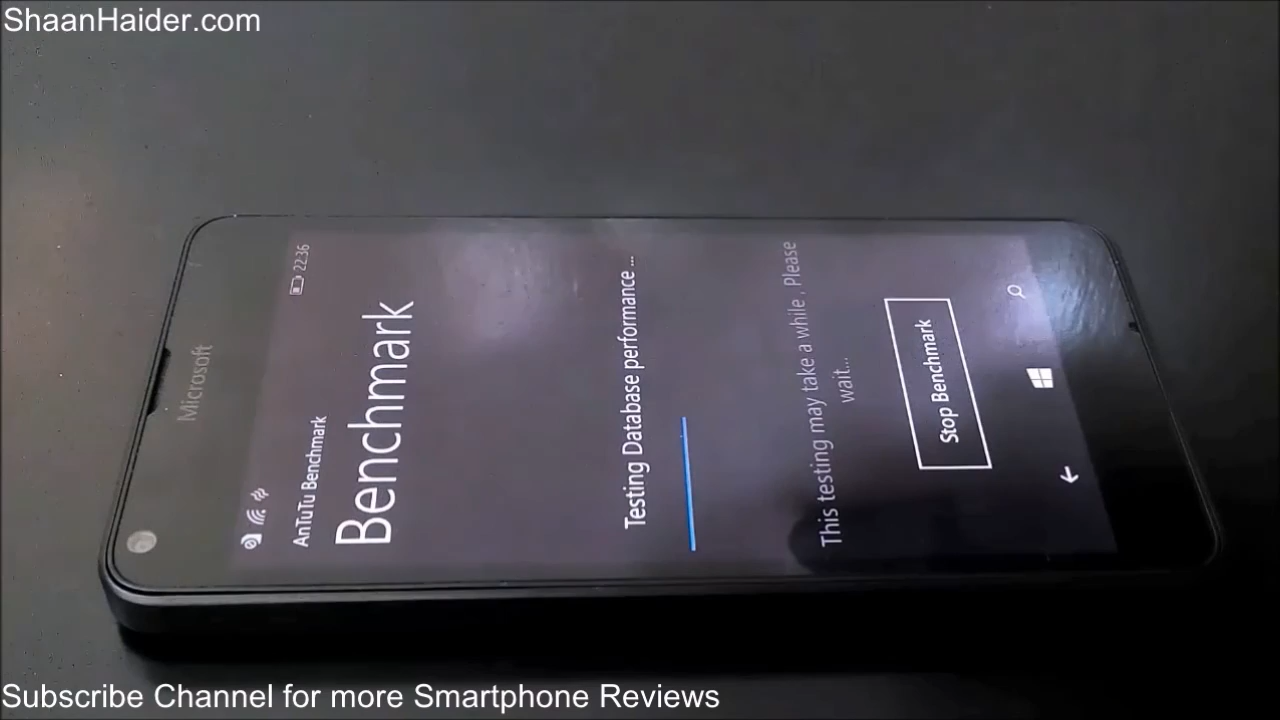 ShaanHaider.com
Microsoft
22:36
AnTuTu Benchmark
Benchmark
Testing Database performance ...
This testing may take a while , Please
wait...
Stop Benchmark
Subscribe Channel for more Smartphone Reviews